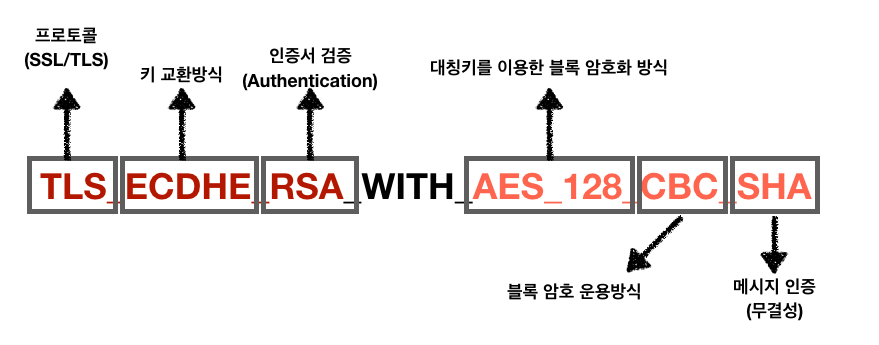 프로토콜
(SSL/TLS)
키 교환방식
인증서 검증
(Authentication)
대칭키를 이용한 블록 암호화 방식
TLS_ECDHE_RSA_WITH_AES_128_CBC_SHA
블록 암호 운용방식
메시지 인증
(무결성)